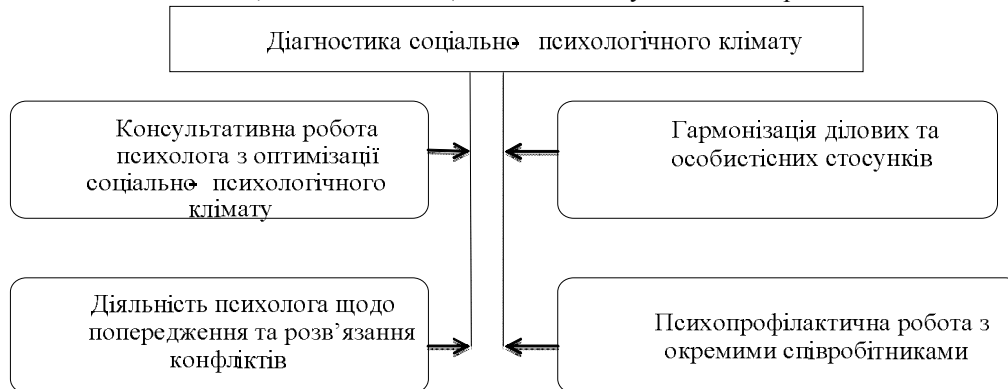 Діагностика соціально- психологічного клімату
Консультативна робота
психолога з оптимізації
соціально- психологічного
клімату
Гармонізація ділових та
особистісних стосунків
Діяльність психолога щодо
попередження та розв’язання
конфліктів
Психопрофілактична робота з
окремими співробітниками